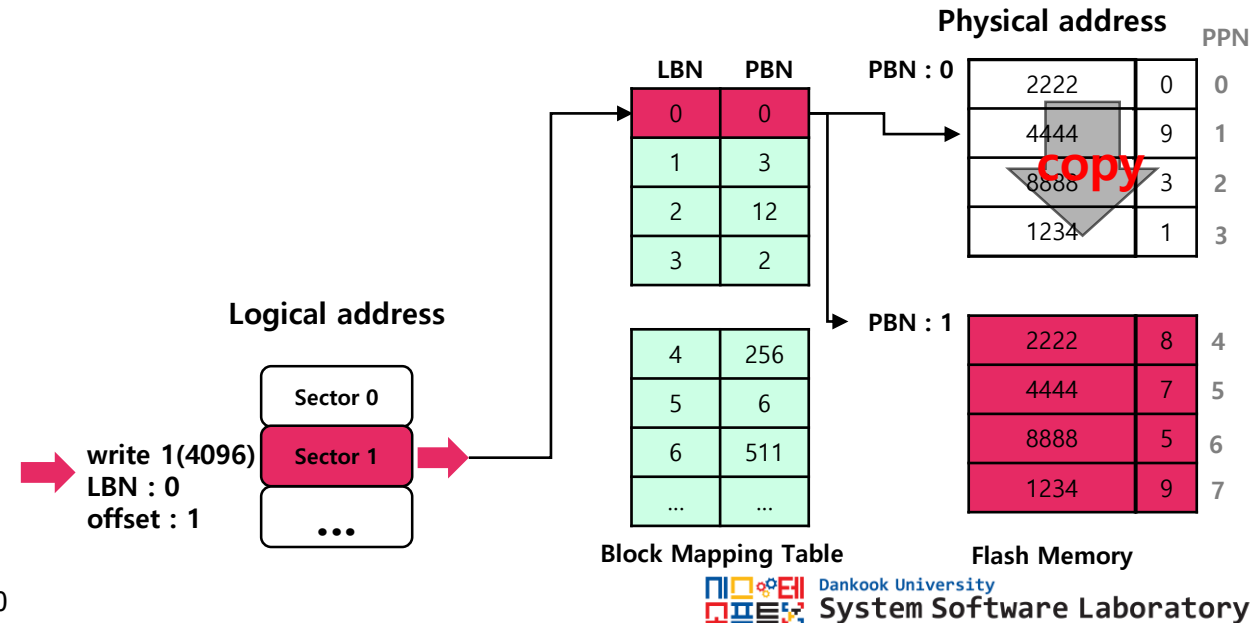 Physical address
PPN
LBN PBN
PBN : 0
0 0
1 3
2 12
3 2
2222 0 0
4444 9 1
8888 3 2
1234 1 3
copy
Logical address
Sector 0
Sector 1
...
write 1(4096)
LBN : 0
offset : 1
4 256
5 6
6 511
... ...
PBN : 1
2222 8 4
4444 7 5
8888 5 6
1234 9 7
Block Mapping Table
Flash Memory
Dankook University
System Software Laboratory
0